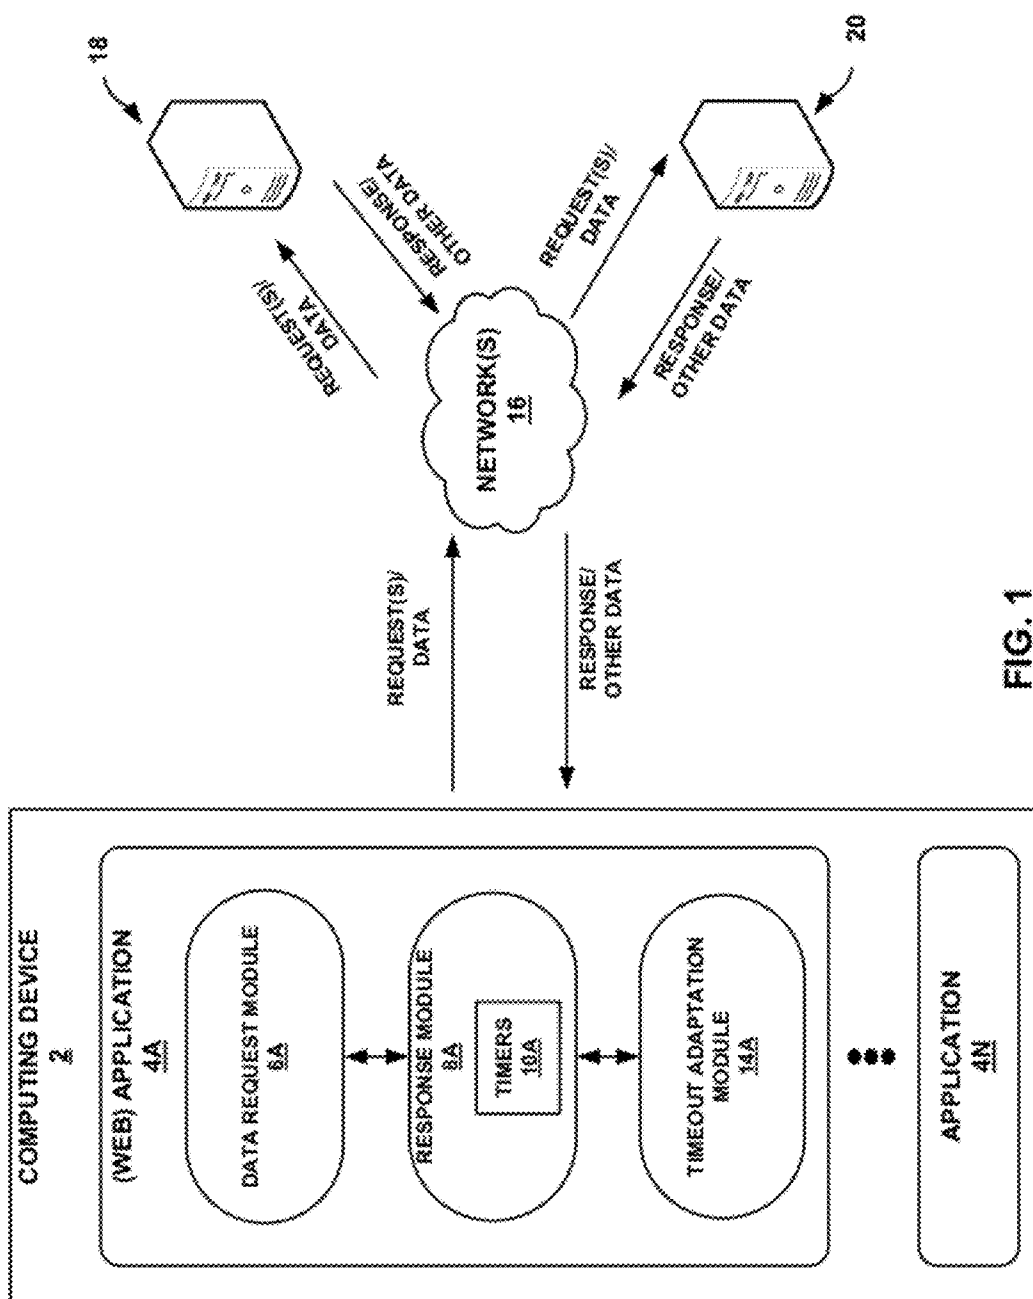 COMPUTING DEVICE
2
(WEB) APPLICATION
4A
DATA REQUEST MODULE
6A
RESPONSE MODULE
8A
TIMERS
10A
TIMEOUT ADAPTATION
MODULE
14A
APPLICATION
4N
REQUEST(S)/
DATA
RESPONSE/
OTHER DATA
NETWORK(S)
16
REQUEST(S)/
DATA
RESPONSE/
OTHER DATA
18
REQUEST(S)/
DATA
RESPONSE/
OTHER DATA
20
FIG. 1